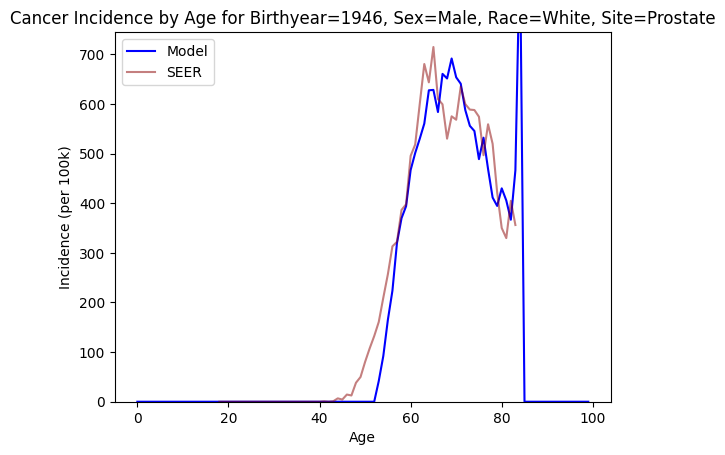 Cancer Incidence by Age for Birthyear=1946, Sex=Male, Race=White, Site=Prostate
Model
SEER
Incidence (per 100k)
700
600
500
400
300
200
100
0
0 20 40 60 80 100
Age